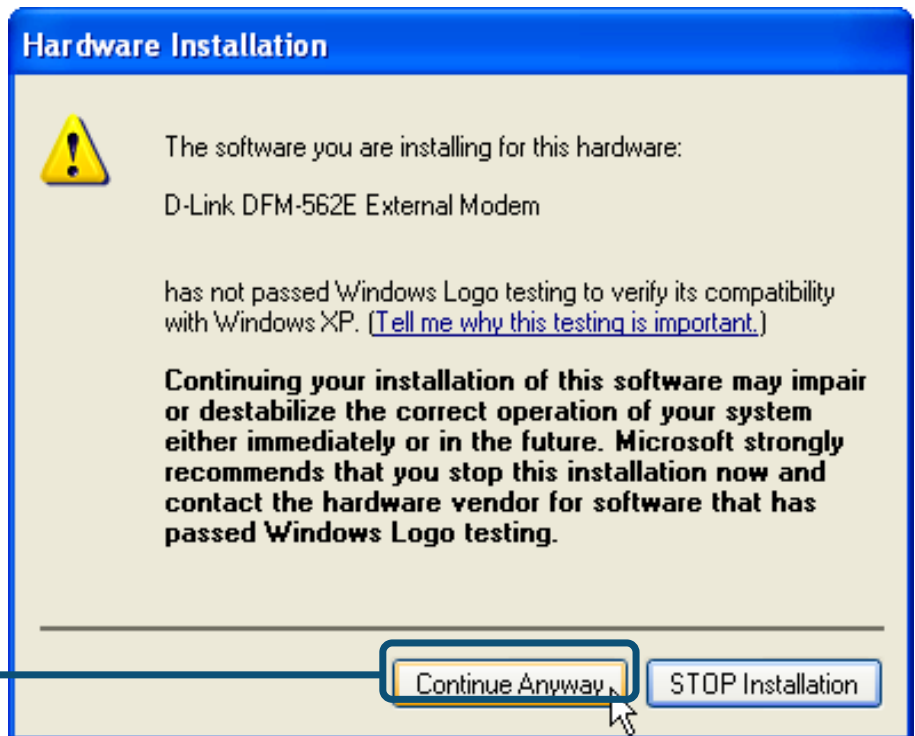 Hardware Installation
The software you are installing for this hardware:
D-Link DFM-562E External Modem
has not passed Windows Logo testing to verify its compatibility
with Windows XP. (Tell me why this testing is important.)
Continuing your installation of this software may impair
or destabilize the correct operation of your system
either immediately or in the future. Microsoft strongly
recommends that you stop this installation now and
contact the hardware vendor for software that has
passed Windows Logo testing.
Continue Anyway STOP Installation